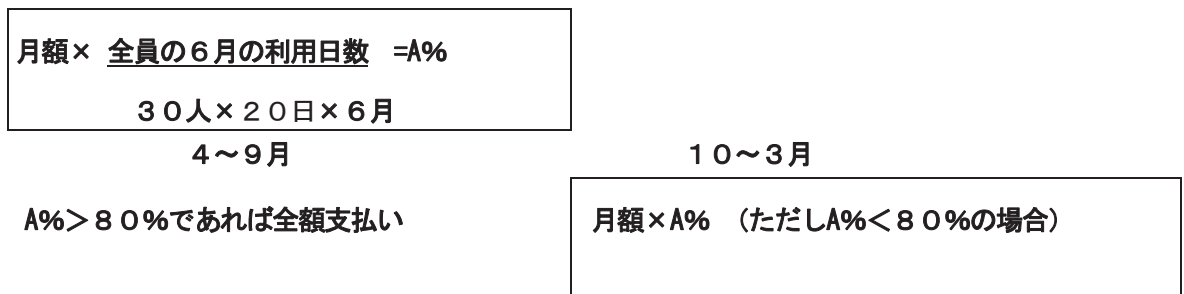 月額× 全員の６月の利用日数 =A%
３０人×２０日×６月
４～９月
１０～３月
A%＞８０%であれば全額支払い
月額×A% （ただしA%＜８０%の場合）